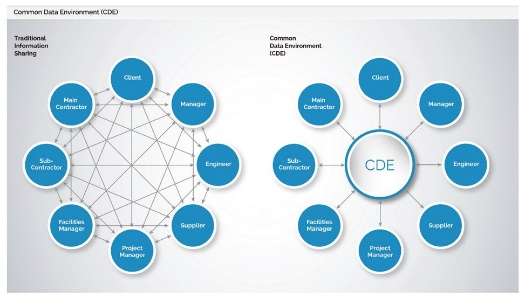 Common Data Environment (CDE)
Traditional
Information
Sharing
Client
Manager
Engineer
Supplier
Project
Manager
Facilities
Manager
Sub-
Contractor
Main
Contractor
Common
Data Environment
(CDE)
Client
Manager
Engineer
Supplier
Project
Manager
Facilities
Manager
Sub-
Contractor
Main
Contractor
CDE